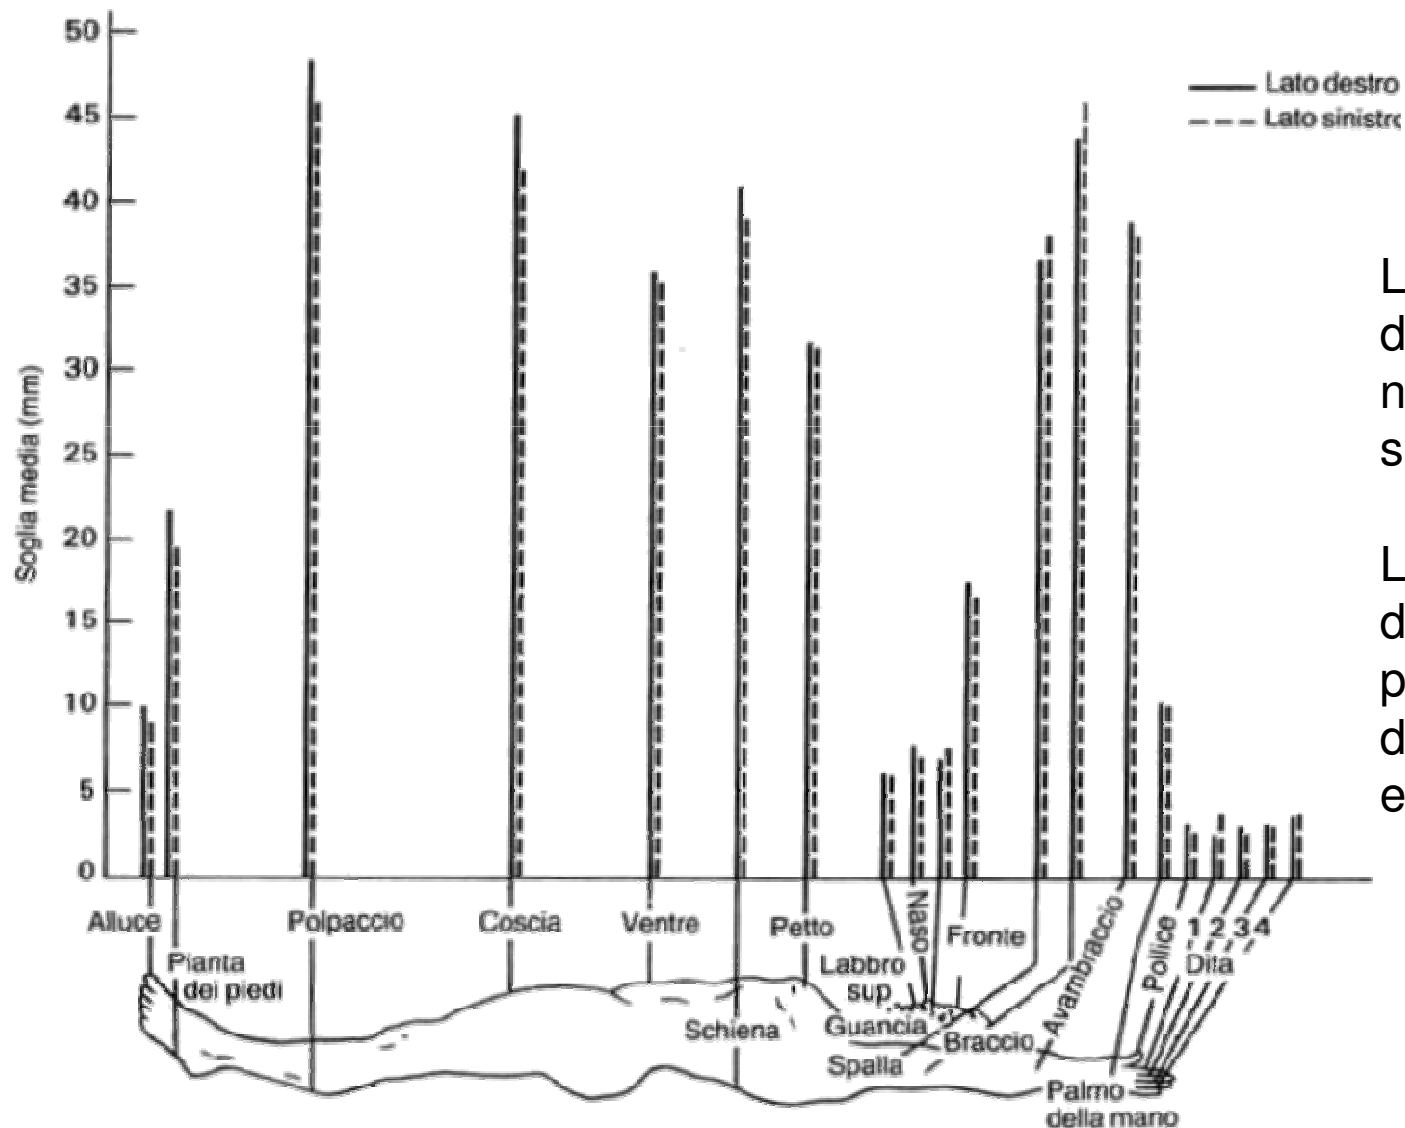 50
45
40
35
30
25
20
15
10
5
0
Soglia media (mm)
Lato destro
Lato sinistro
L
d
n
s
L
d
p
d
e
Alluce
Pianta
dei piedi
Polpaccio
Coscia
Ventre
Schiena
Petto
Labbro
sup.
Naso
Guancia
Fronte
Spalla
Braccio
Avambraccio
Palmo
della mano
Pollice
1 2 3 4
Dita